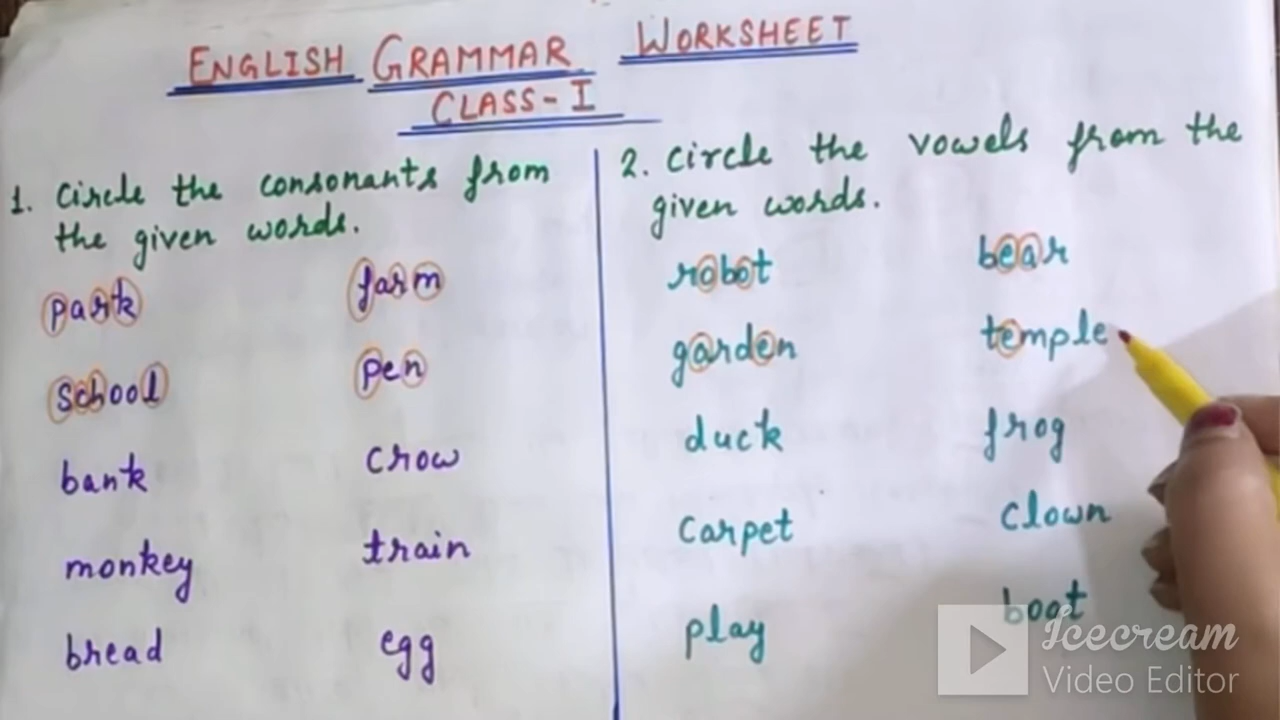 ENGLISH GRAMMAR WORKSHEET
CLASS-I
1. Circle the consonants from
the given words.
park farm
school pen
bank crow
monkey train
bread egg
2. Circle the vowels from the
given words.
robot bear
garden temple
duck frog
carpet clown
play boat
Icecream
Video Editor